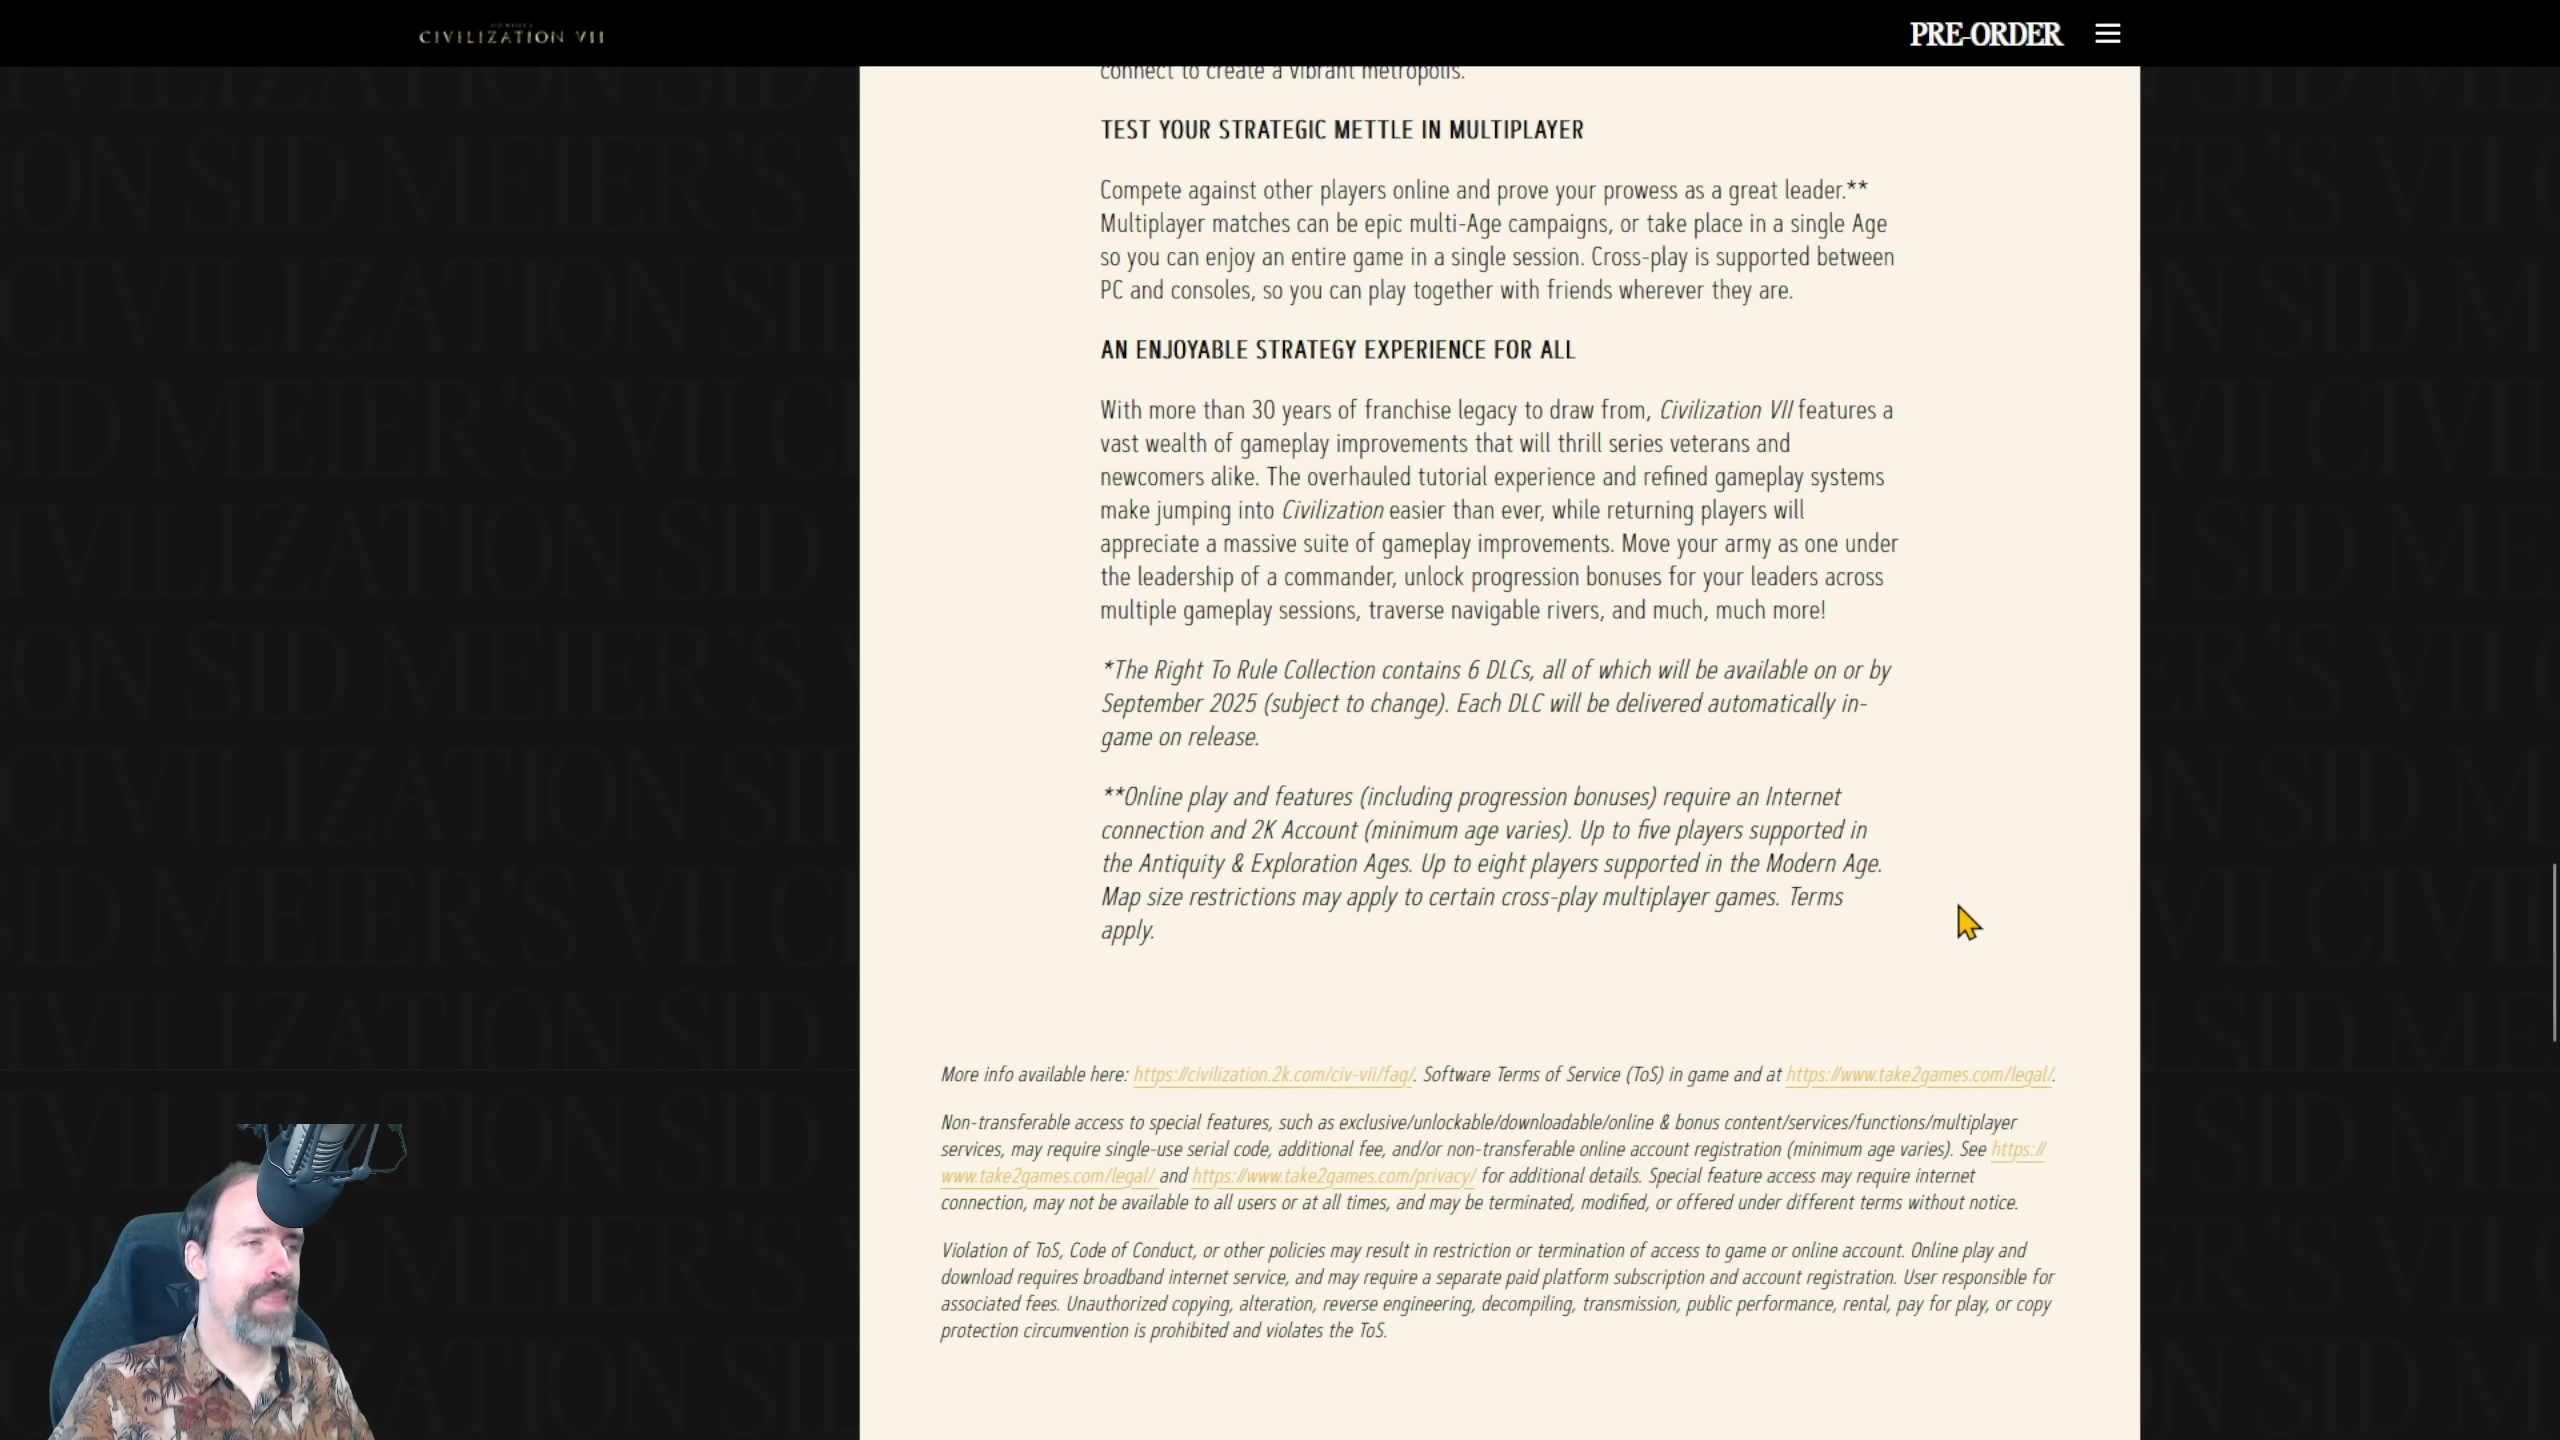 SID MEIER'S
CIVILIZATION VII
PRE-ORDER
connect to create a vibrant metropolis.
TEST YOUR STRATEGIC METTLE IN MULTIPLAYER
Compete against other players online and prove your prowess as a great leader.**
Multiplayer matches can be epic multi-Age campaigns, or take place in a single Age
so you can enjoy an entire game in a single session. Cross-play is supported between
PC and consoles, so you can play together with friends wherever they are.
AN ENJOYABLE STRATEGY EXPERIENCE FOR ALL
With more than 30 years of franchise legacy to draw from, Civilization VII features a
vast wealth of gameplay improvements that will thrill series veterans and
newcomers alike. The overhauled tutorial experience and refined gameplay systems
make jumping into Civilization easier than ever, while returning players will
appreciate a massive suite of gameplay improvements. Move your army as one under
the leadership of a commander, unlock progression bonuses for your leaders across
multiple gameplay sessions, traverse navigable rivers, and much, much more!
*The Right To Rule Collection contains 6 DLCs, all of which will be available on or by
September 2025 (subject to change). Each DLC will be delivered automatically in-
game on release.
**Online play and features (including progression bonuses) require an Internet
connection and 2K Account (minimum age varies). Up to five players supported in
the Antiquity & Exploration Ages. Up to eight players supported in the Modern Age.
Map size restrictions may apply to certain cross-play multiplayer games. Terms
apply.
More info available here: https://civilization.2k.com/civ-vii/faq/. Software Terms of Service (ToS) in game and at https://www.take2games.com/legal/.
Non-transferable access to special features, such as exclusive/unlockable/downloadable/online & bonus content/services/functions/multiplayer
services, may require single-use serial code, additional fee, and/or non-transferable online account registration (minimum age varies). See https://
www.take2games.com/legal/ and https://www.take2games.com/privacy/ for additional details. Special feature access may require internet
connection, may not be available to all users or at all times, and may be terminated, modified, or offered under different terms without notice.
Violation of ToS, Code of Conduct, or other policies may result in restriction or termination of access to game or online account. Online play and
download requires broadband internet service, and may require a separate paid platform subscription and account registration. User responsible for
associated fees. Unauthorized copying, alteration, reverse engineering, decompiling, transmission, public performance, rental, pay for play, or copy
protection circumvention is prohibited and violates the ToS.